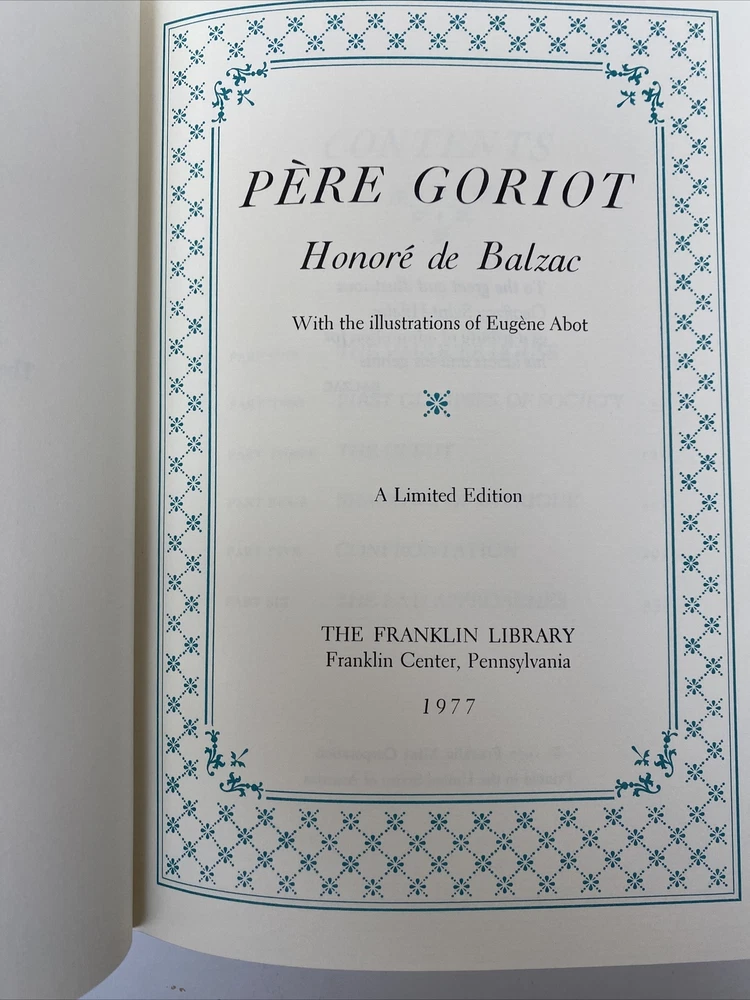 PÈRE GORIOT
Honoré de Balzac
With the illustrations of Eugène Abot
A Limited Edition
THE FRANKLIN LIBRARY
Franklin Center, Pennsylvania
1977